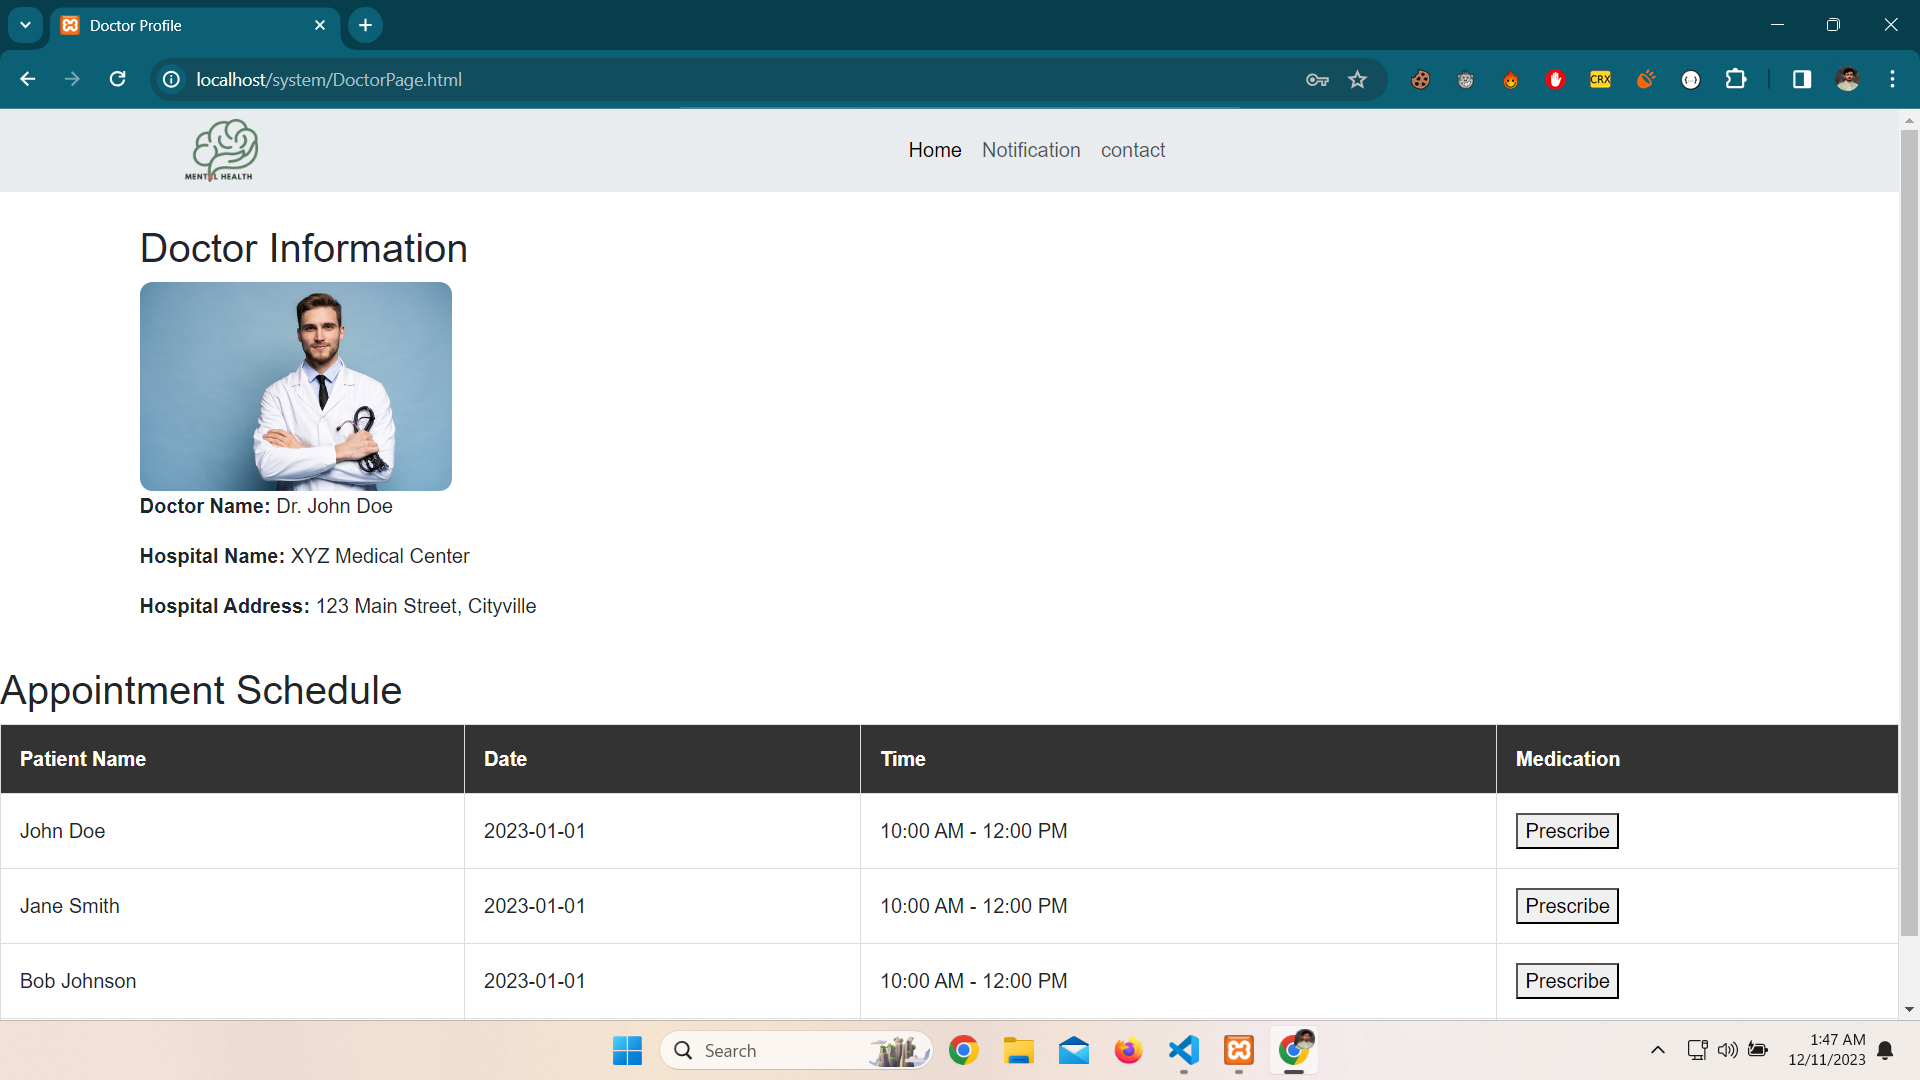 Doctor Profile
localhost/system/DoctorPage.html
CRX
MENTAL HEALTH
Home Notification contact
Doctor Information
Doctor Name: Dr. John Doe
Hospital Name: XYZ Medical Center
Hospital Address: 123 Main Street, Cityville
Appointment Schedule
Patient Name Date Time Medication
John Doe 2023-01-01 10:00 AM - 12:00 PM Prescribe
Jane Smith 2023-01-01 10:00 AM - 12:00 PM Prescribe
Bob Johnson 2023-01-01 10:00 AM - 12:00 PM Prescribe
Search
1:47 AM
12/11/2023